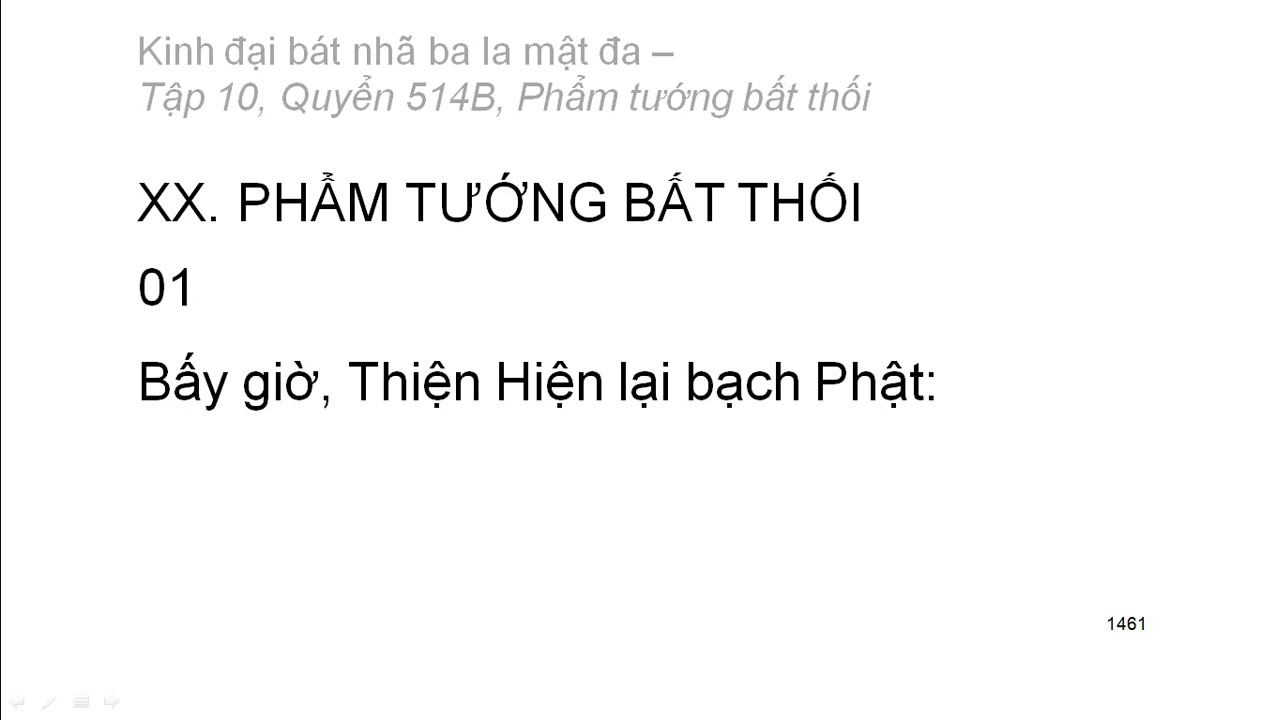 Kinh đại bát nhã ba la mật đa –
Tập 10, Quyển 514B, Phẩm tướng bất thối
XX. PHẨM TƯỚNG BẤT THỐI
01
Bấy giờ, Thiện Hiện lại bạch Phật:
1461